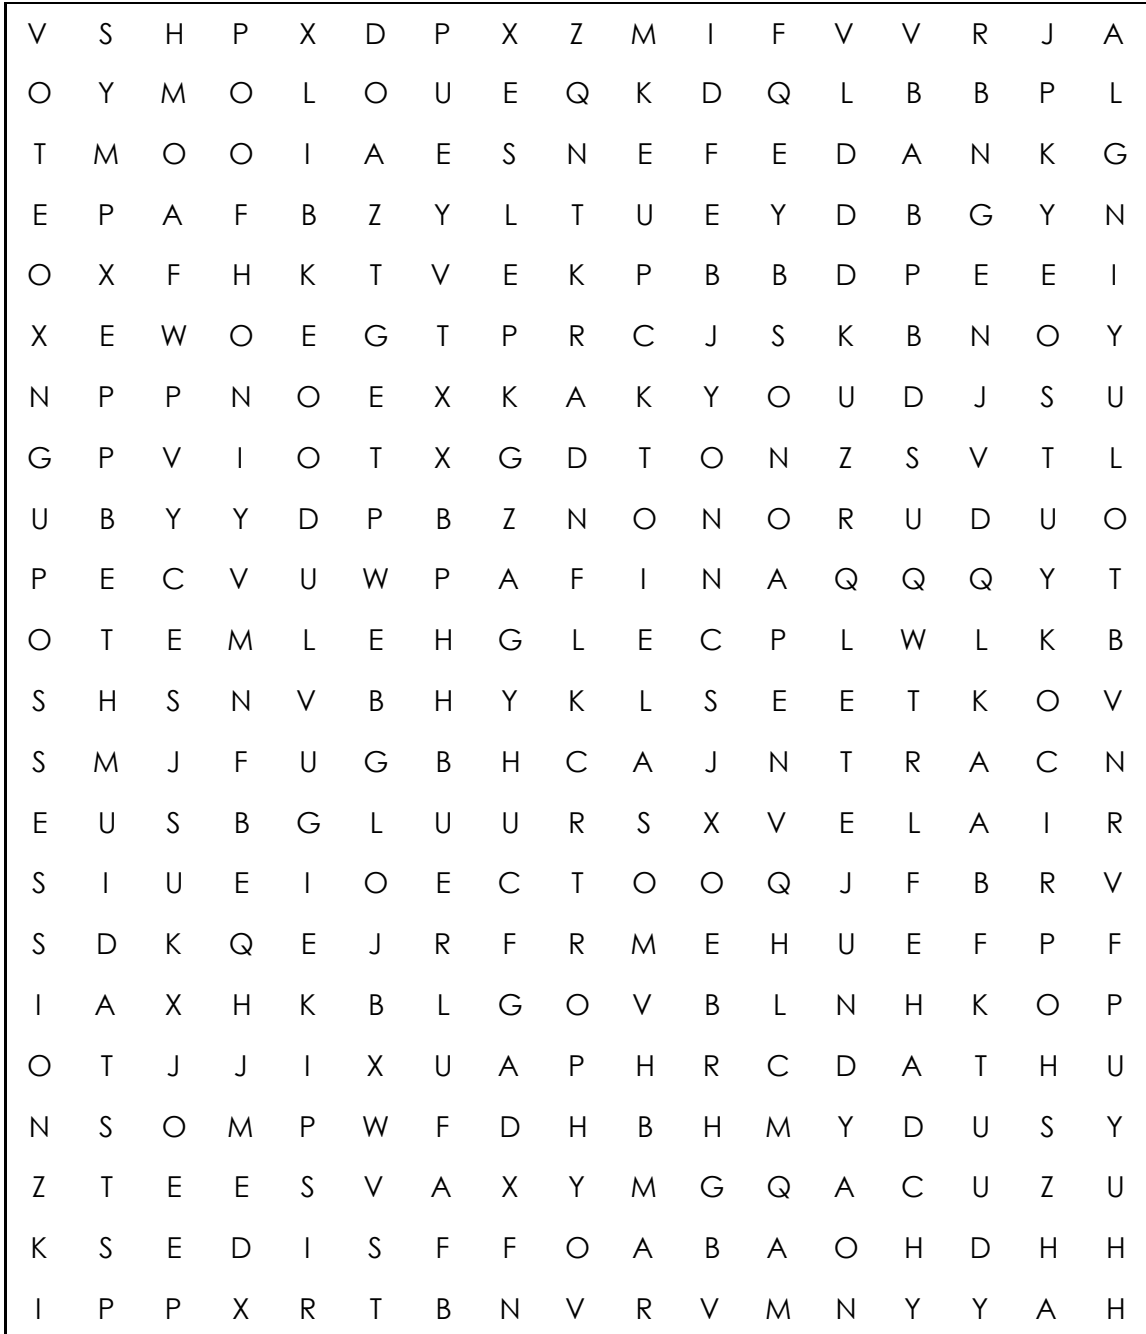 V S H P X D P X Z M I F V V R J A
O Y M O L O U E Q K D Q L B B P L
T M O O I A E S N E F E D A N K G
E P A F B Z Y L T U E Y D B G Y N
O X F H K T V E K P B B D P E E I
X E W O E G T P R C J S K B N O Y
N P P N O E X K A K Y O U D J S U
G P V I O T X G D T O N Z S V T L
U B Y Y D P B Z N O N O R U D U O
P E C V U W P A F I N A Q Q Q Y T
O T E M L E H G L E C P L W L K B
S H S N V B H Y K L S E E T K O V
S M J F U G B H C A J N T R A C N
E U S B G L U U R S X V E L A I R
S I U E I O E C T O O Q J F B R V
S D K Q E J R F R M E H U E F P F
I A X H K B L G O V B L N H K O P
O T J J I X U A P H R C D A T H U
N S O M P W F D H B H M Y D U S Y
Z T E E S V A X Y M G Q A C U Z U
K S E D I S F F O A B A O H D H H
I P P X R T B N V R V M N Y Y A H